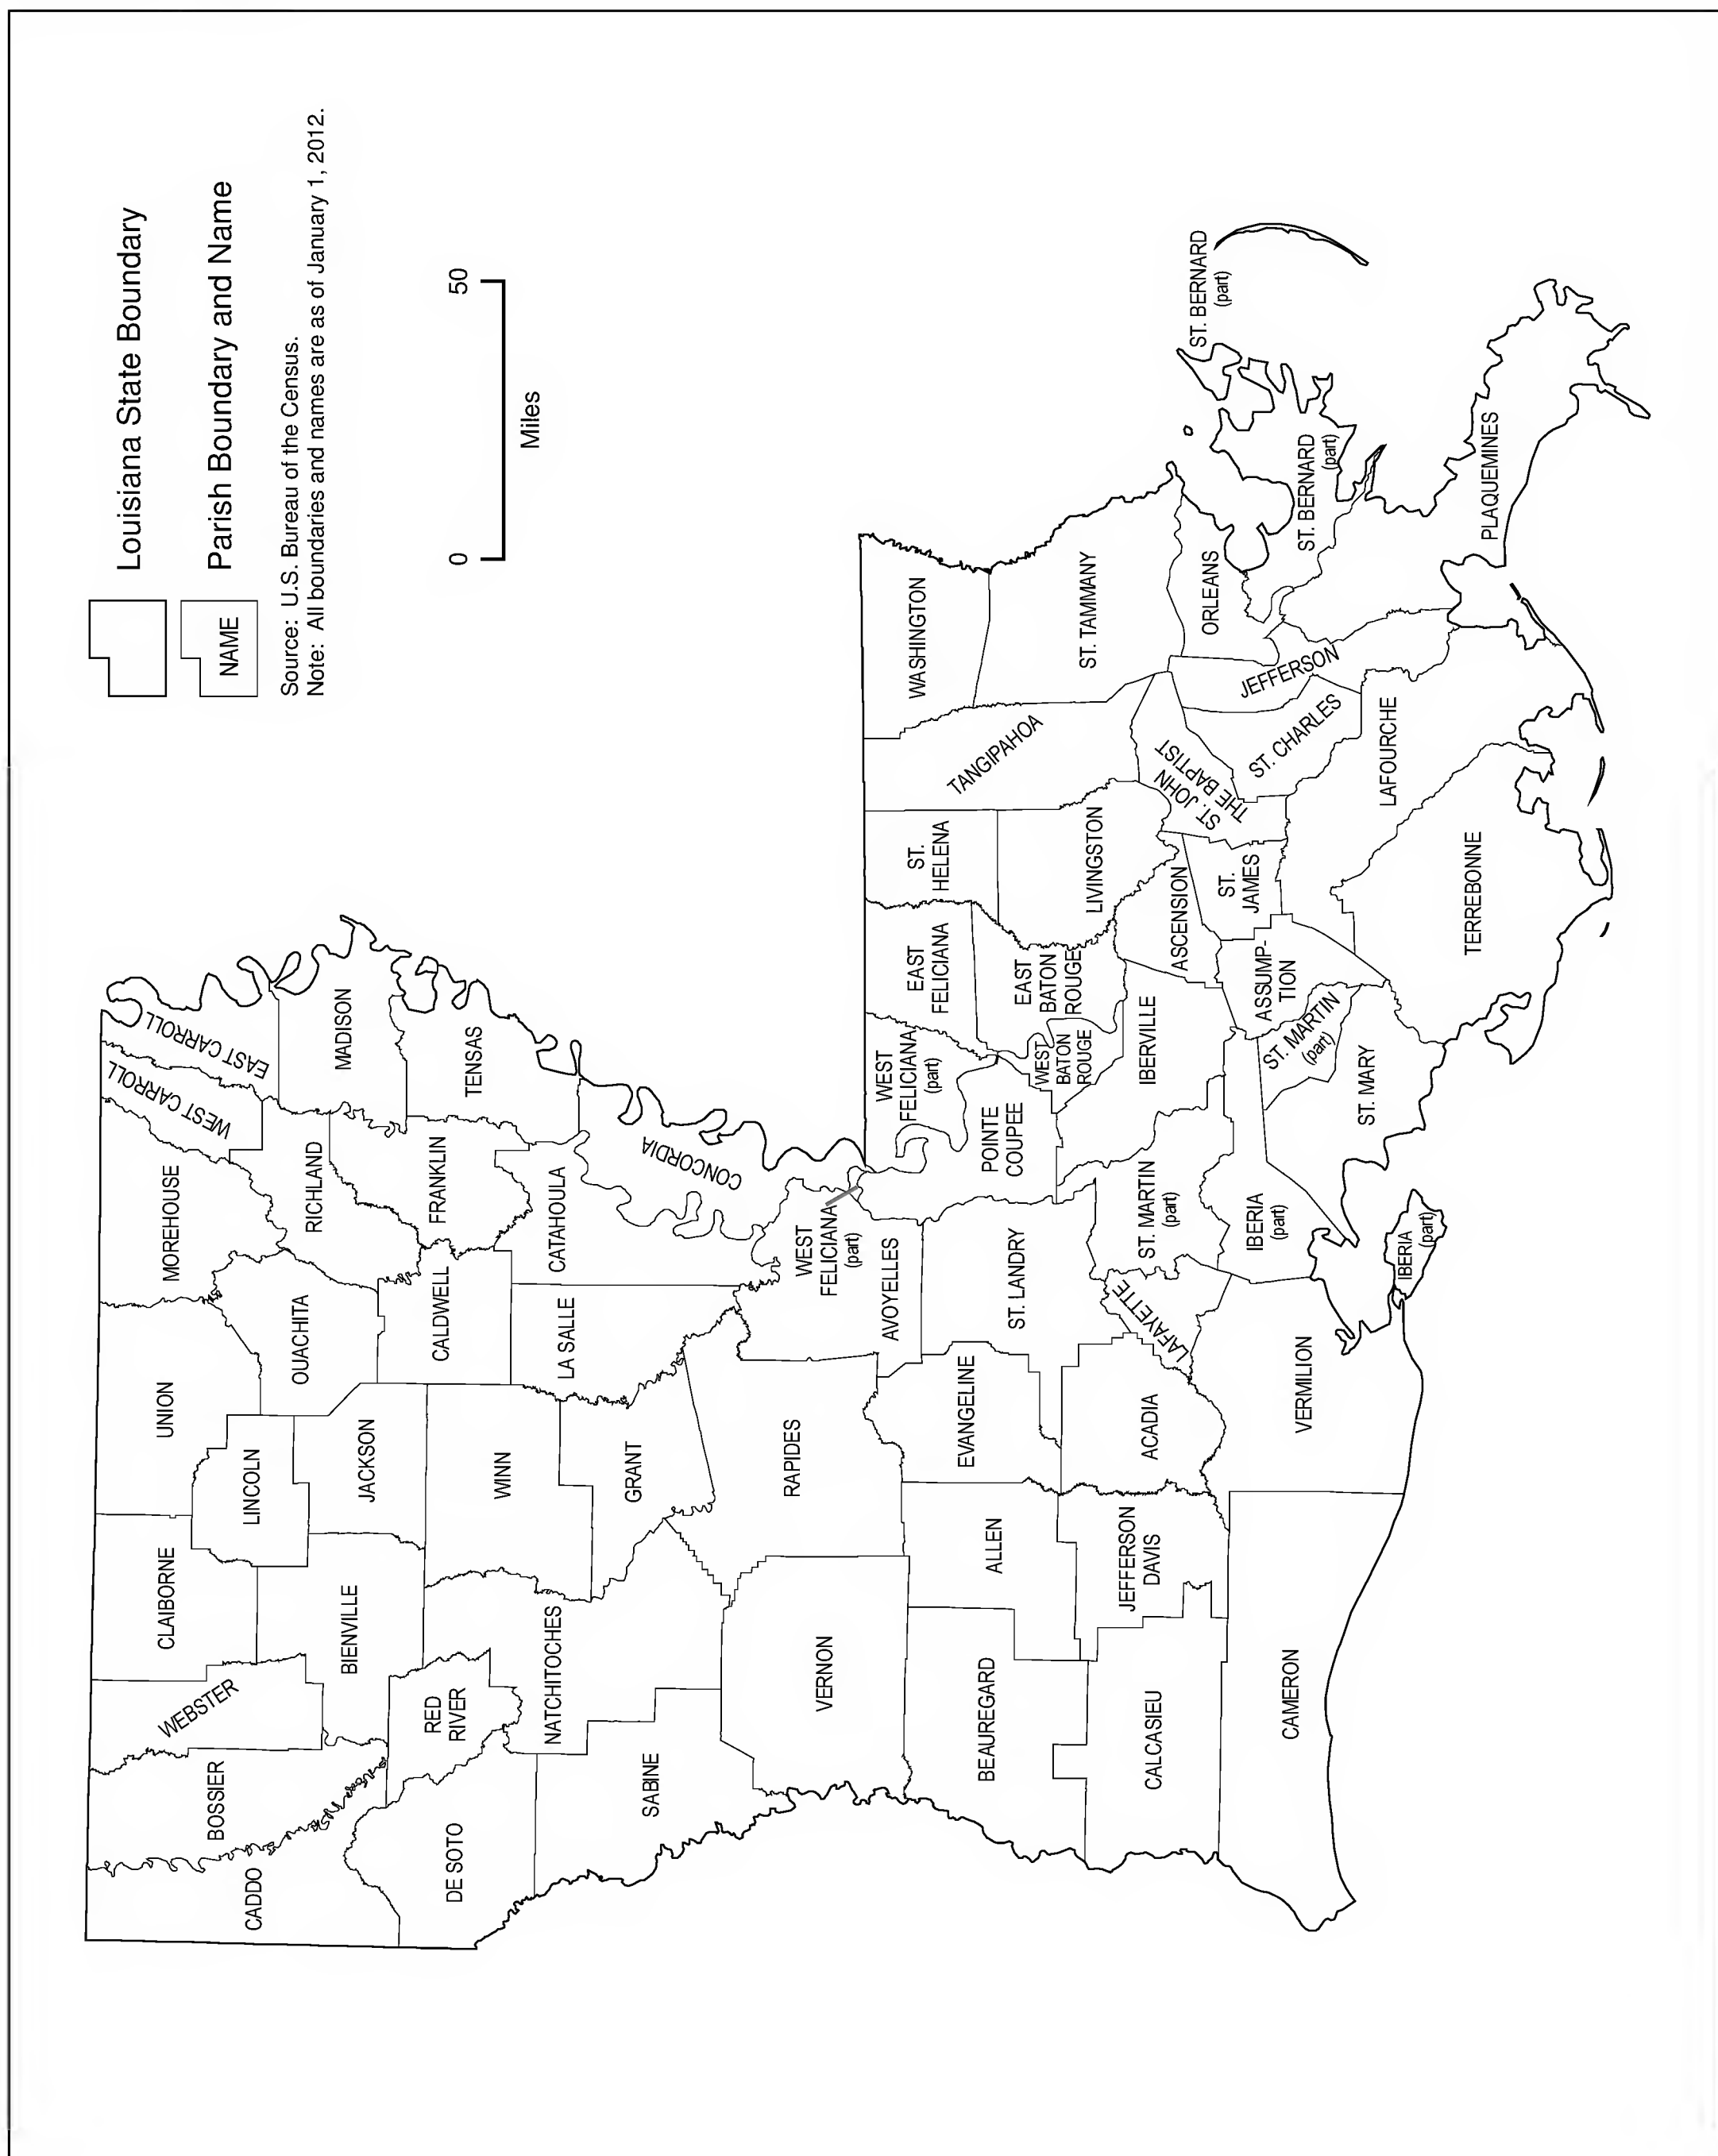 Louisiana State Boundary
NAME
Parish Boundary and Name
Source: U.S. Bureau of the Census.
Note: All boundaries and names are as of January 1, 2012.
0
50
Miles
CADDO
BOSSIER
WEBSTER
CLAIBORNE
UNION
MOREHOUSE
WEST CARROLL
EAST CARROLL
LINCOLN
OUACHITA
RICHLAND
MADISON
DE SOTO
RED
RIVER
BIENVILLE
JACKSON
CALDWELL
FRANKLIN
TENSAS
SABINE
NATCHITOCHES
WINN
GRANT
LA SALLE
CATAHOULA
CONCORDIA
VERNON
RAPIDES
AVOYELLES
WEST
FELICIANA
(part)
WEST
FELICIANA
(part)
EAST
FELICIANA
ST.
HELENA
TANGIPAHOA
WASHINGTON
BEAUREGARD
ALLEN
EVANGELINE
ST. LANDRY
POINTE
COUPEE
WEST
BATON
ROUGE
EAST
BATON
ROUGE
LIVINGSTON
ST. TAMMANY
CALCASIEU
JEFFERSON
DAVIS
ACADIA
LAFAYETTE
ST. MARTIN
(part)
IBERVILLE
ASCENSION
ST. JOHN
THE BAPTIST
ORLEANS
ST. BERNARD
(part)
CAMERON
VERMILION
IBERIA
(part)
ASSUMP-
TION
ST.
JAMES
ST. CHARLES
JEFFERSON
ST. BERNARD
(part)
IBERIA
(part)
ST. MARY
ST. MARTIN
(part)
LAFOURCHE
TERREBONNE
PLAQUEMINES